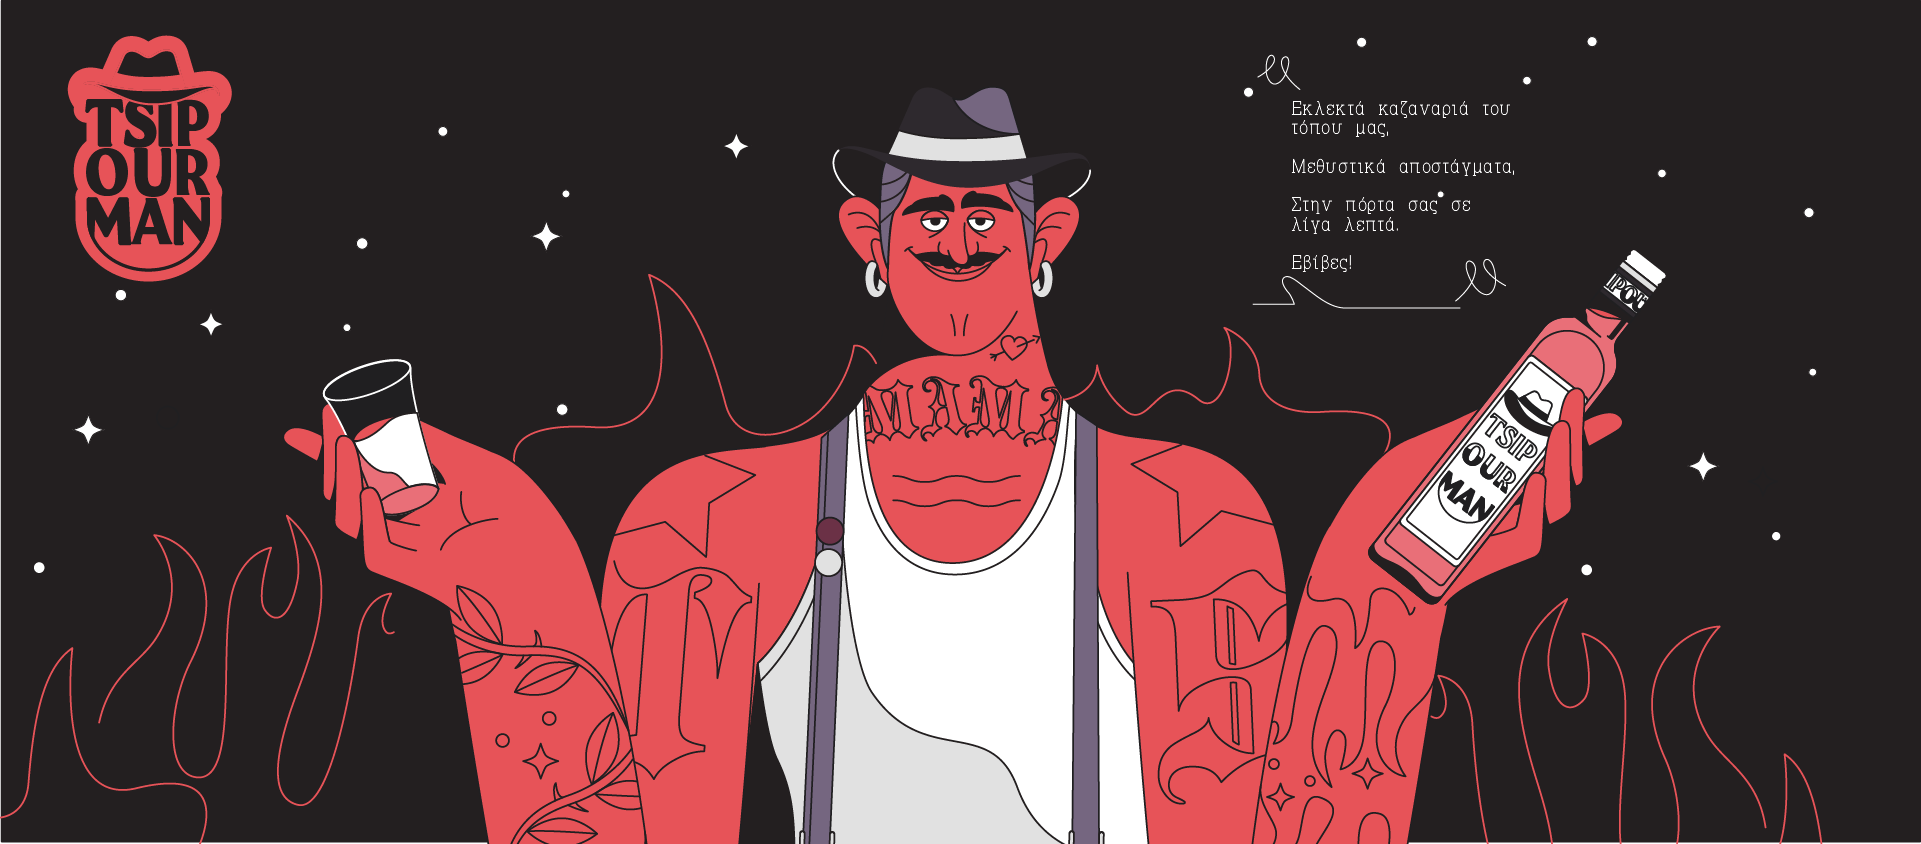 TSIP
OUR
MAN
Εκλεκτά καζαναριά του
τόπου μας,
Μεθυστικά αποστάγματα,
Στην πόρτα σας σε
λίγα λεπτά.
Εβίβες!
MAMA
TSIP
OUR
MAN
T
S